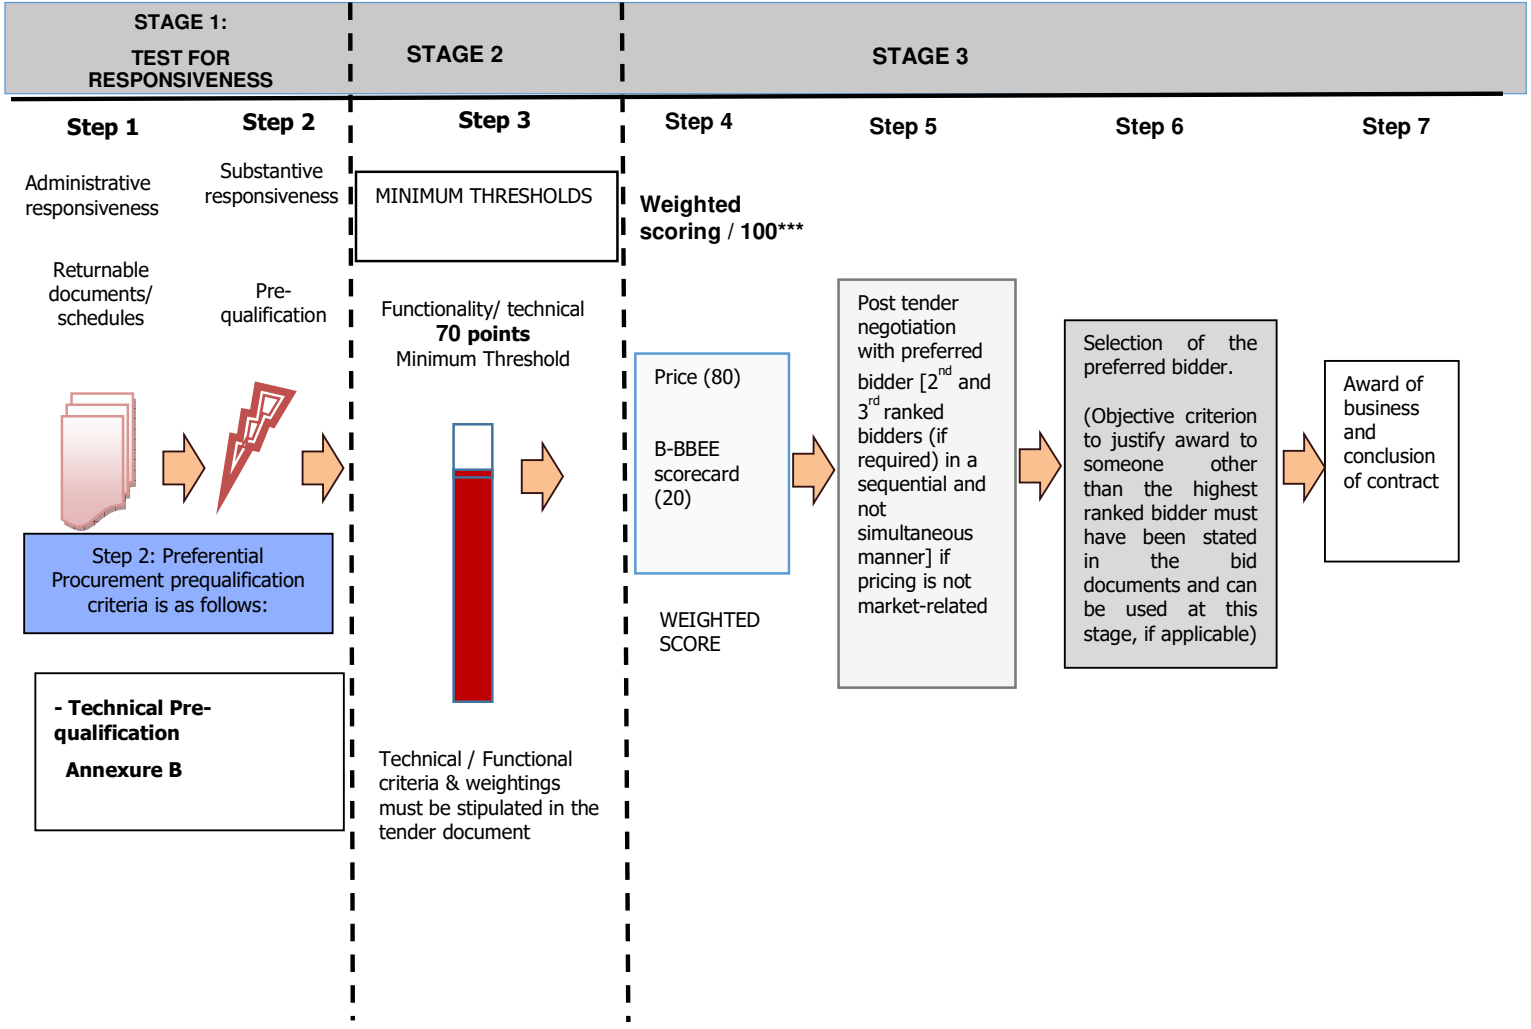 STAGE 1:
TEST FOR
RESPONSIVENESS
STAGE 2
STAGE 3
Step 1
Step 2
Step 3
Step 4
Step 5
Step 6
Step 7
Administrative
responsiveness
Returnable
documents/
schedules
Substantive
responsiveness
Pre-
qualification
Step 2: Preferential
Procurement prequalification
criteria is as follows:
- Technical Pre-
qualification
Annexure B
MINIMUM THRESHOLDS
Functionality/ technical
70 points
Minimum Threshold
Technical / Functional
criteria & weightings
must be stipulated in the
tender document
Weighted
scoring / 100***
Price (80)
B-BBEE
scorecard
(20)
WEIGHTED
SCORE
Post tender
negotiation
with preferred
bidder [2nd and
3rd ranked
bidders (if
required) in a
sequential and
not
simultaneous
manner] if
pricing is not
market-related
Selection of the
preferred bidder.
(Objective criterion
to justify award to
someone other
than the highest
ranked bidder must
have been stated
in the bid
documents and can
be used at this
stage, if applicable)
Award of
business
and
conclusion
of contract